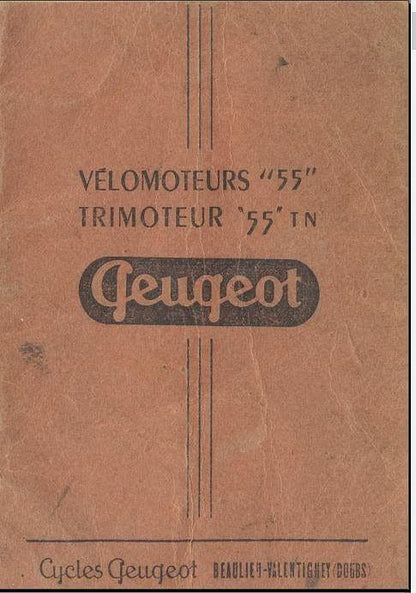 VÉLOMOTEURS "55"
TRIMOTEUR '55' TN
Peugeot
Cycles Peugeot BEAULIEU-VALENTIGNEY (DOUBS)